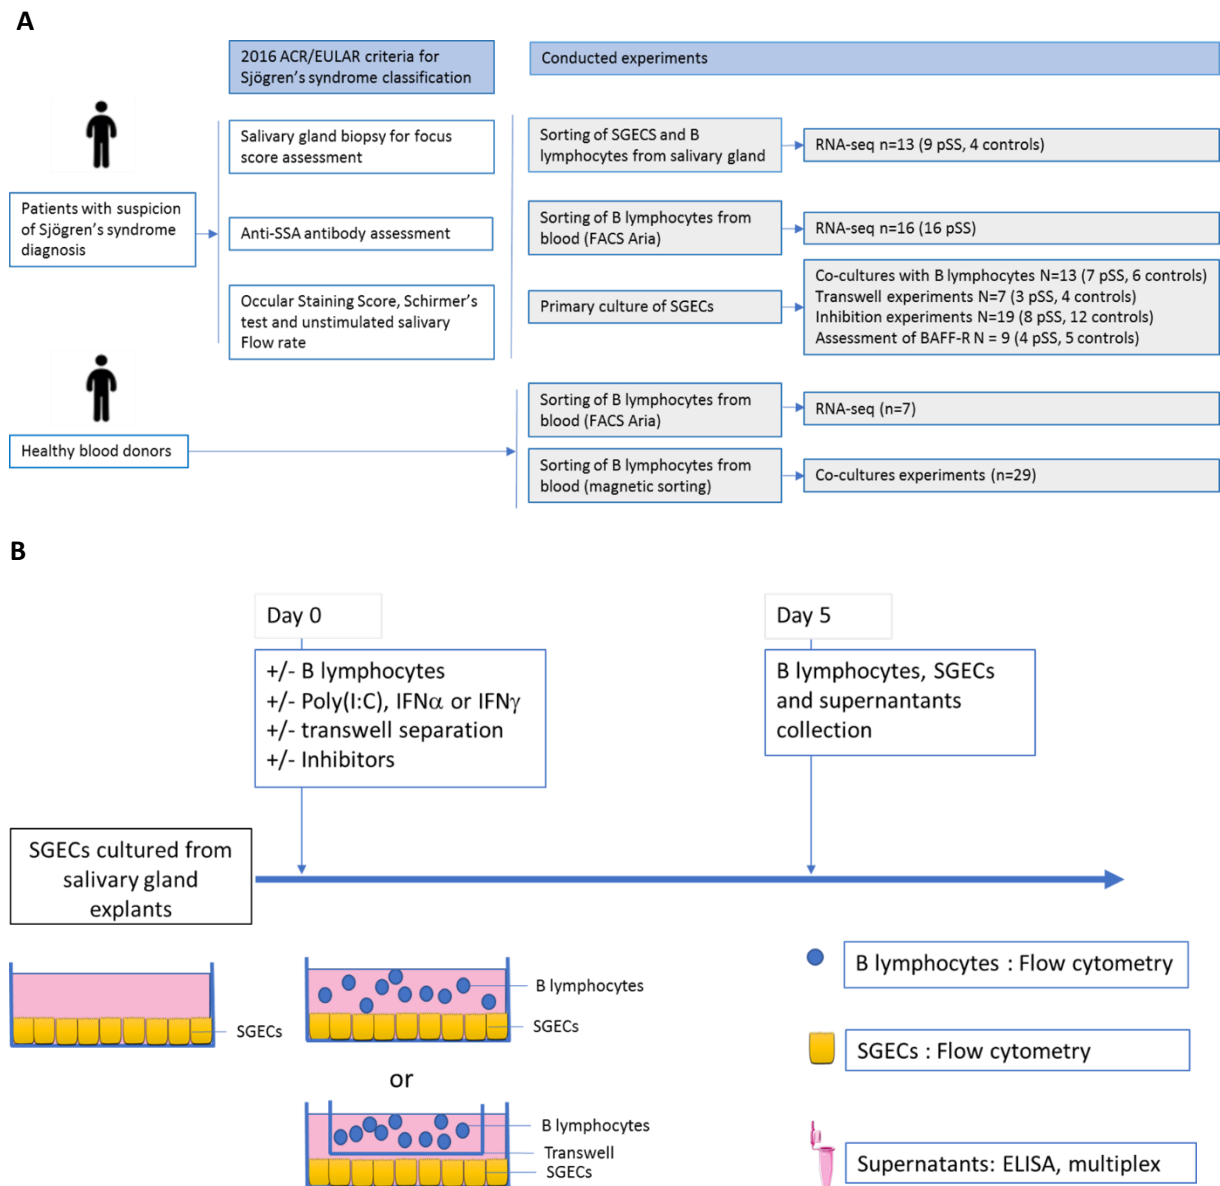 A
2016 ACR/EULAR criteria for
Sjögren's syndrome classification
Conducted experiments
Salivary gland biopsy for focus
score assessment
Sorting of SGECS and B
lymphocytes from salivary gland
RNA-seq n=13 (9 pSS, 4 controls)
Patients with suspicion
of Sjögren's syndrome
diagnosis
Anti-SSA antibody assessment
Sorting of B lymphocytes from
blood (FACS Aria)
RNA-seq n=16 (16 pSS)
Occular Staining Score, Schirmer's
test and unstimulated salivary
Flow rate
Primary culture of SGECs
Co-cultures with B lymphocytes N=13 (7 pSS, 6 controls)
Transwell experiments N=7 (3 pSS, 4 controls)
Inhibition experiments N=19 (8 pSS, 12 controls)
Assessment of BAFF-R N = 9 (4 pSS, 5 controls)
Healthy blood donors
Sorting of B lymphocytes from
blood (FACS Aria)
RNA-seq (n=7)
Sorting of B lymphocytes from
blood (magnetic sorting)
Co-cultures experiments (n=29)
B
Day 0
+/- B lymphocytes
+/- Poly(I:C), IFNα or IFNγ
+/- transwell separation
+/- Inhibitors
Day 5
B lymphocytes, SGECs
and supernantants
collection
SGECs cultured from
salivary gland
explants
SGECs
B lymphocytes
SGECs
or
B lymphocytes
Transwell
SGECs
B lymphocytes : Flow cytometry
SGECs : Flow cytometry
Supernatants: ELISA, multiplex